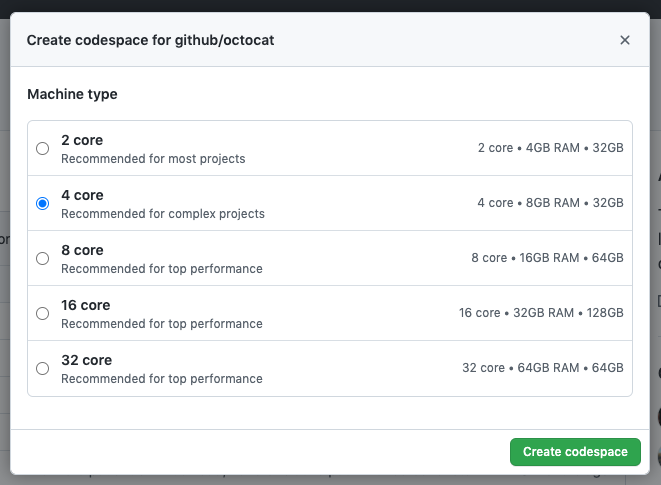 Create codespace for github/octocat
Machine type
2 core
Recommended for most projects
2 core • 4GB RAM • 32GB
4 core
Recommended for complex projects
4 core • 8GB RAM • 32GB
8 core
Recommended for top performance
8 core • 16GB RAM • 64GB
16 core
Recommended for top performance
16 core • 32GB RAM • 128GB
32 core
Recommended for top performance
32 core • 64GB RAM • 64GB
Create codespace